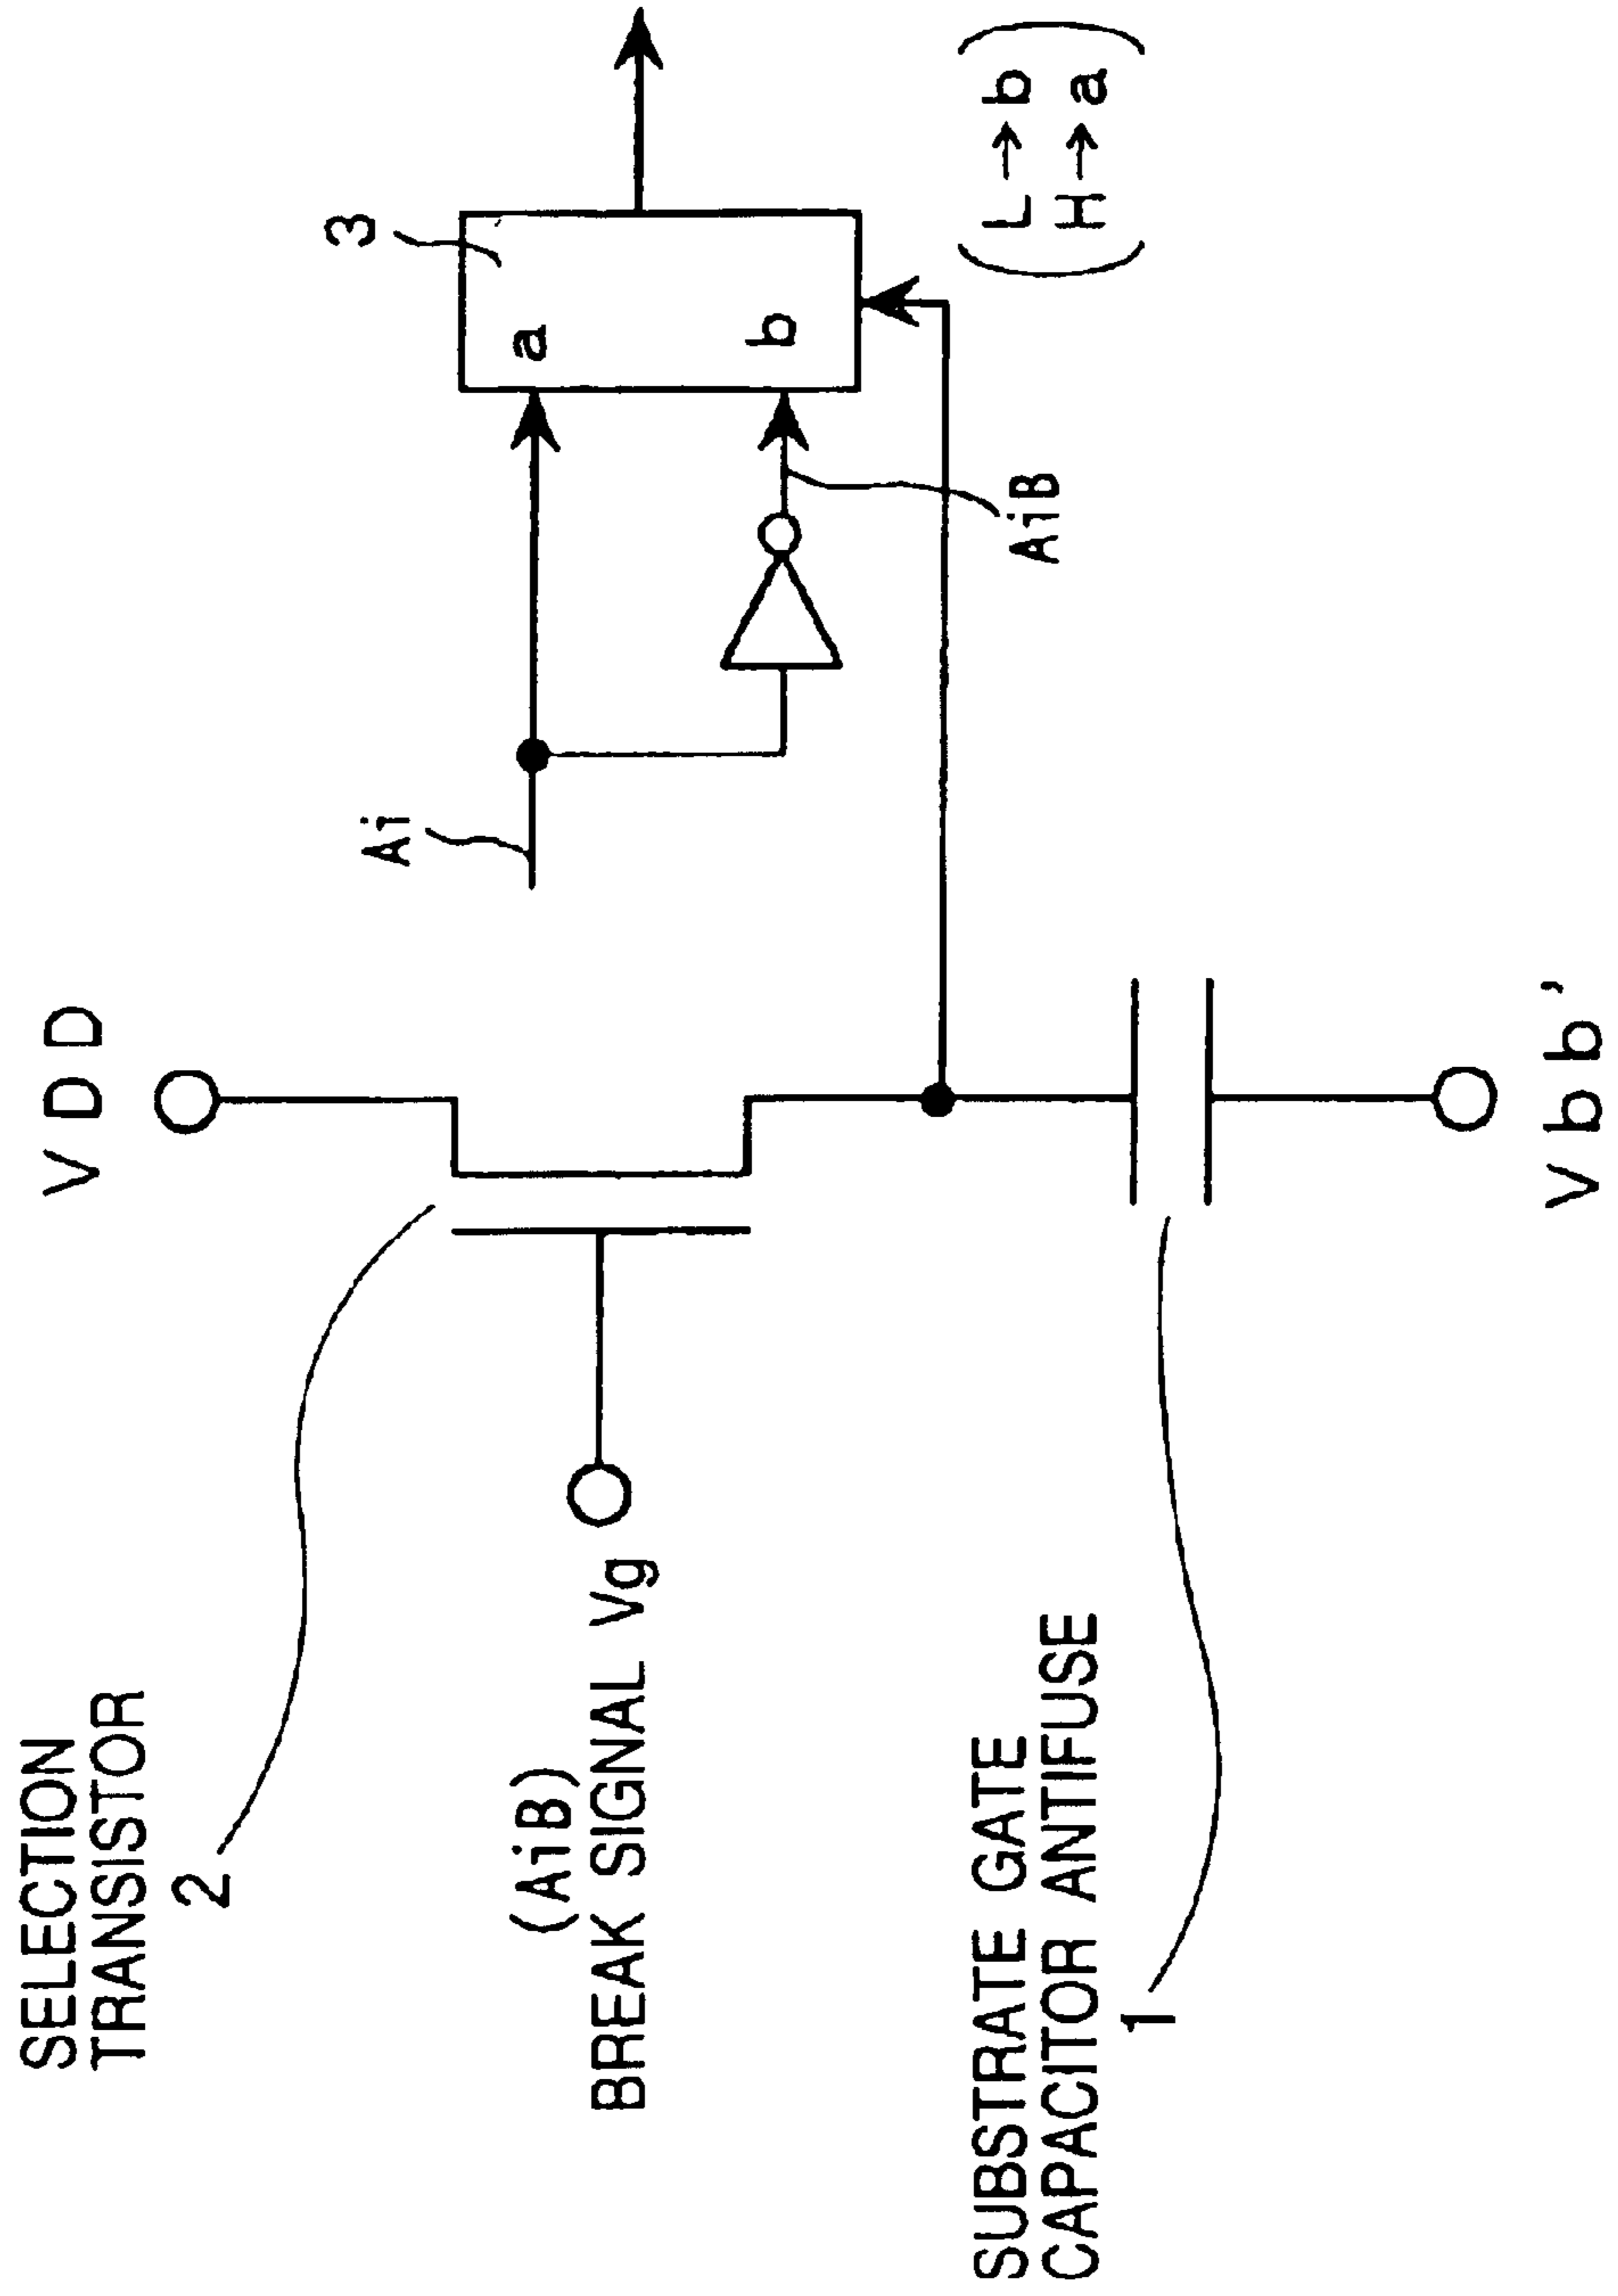 SELECTION
TRANSISTOR
2
VDD
(AiB)
BREAK SIGNAL Vg
SUBSTRATE GATE
CAPACITOR ANTIFUSE
1
Vbb'
Ai
3
a
b
AiB
L→b
H→a